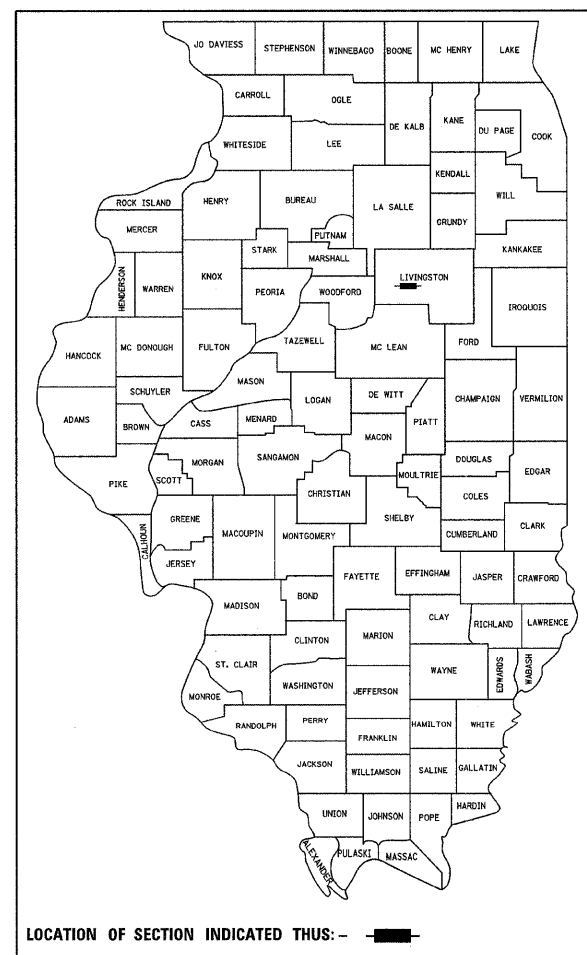 JO DAVIESS
STEPHENSON
WINNEBAGO
BOONE
MC HENRY
LAKE
CARROLL
OGLE
DE KALB
KANE
DU PAGE
COOK
WHITESIDE
LEE
KENDALL
WILL
ROCK ISLAND
HENRY
BUREAU
LA SALLE
GRUNDY
MERCER
PUTNAM
STARK
MARSHALL
KANKAKEE
HENDERSON
WARREN
KNOX
PEORIA
WOODFORD
LIVINGSTON
IROQUOIS
HANCOCK
MC DONOUGH
FULTON
TAZEWELL
MC LEAN
FORD
SCHUYLER
MASON
LOGAN
DE WITT
CHAMPAIGN
VERMILION
ADAMS
BROWN
CASS
MENARD
MACON
PIATT
PIKE
SCOTT
MORGAN
SANGAMON
CHRISTIAN
MOULTRIE
DOUGLAS
COLES
EDGAR
CALHOUN
GREENE
JERSEY
MACOUPIN
MONTGOMERY
SHELBY
CUMBERLAND
CLARK
MADISON
BOND
FAYETTE
EFFINGHAM
JASPER
CRAWFORD
CLAY
RICHLAND
LAWRENCE
ST. CLAIR
CLINTON
MARION
WAYNE
EDWARDS
WABASH
MONROE
WASHINGTON
JEFFERSON
RANDOLPH
PERRY
FRANKLIN
HAMILTON
WHITE
JACKSON
WILLIAMSON
SALINE
GALLATIN
UNION
JOHNSON
POPE
HARDIN
ALEXANDER
PULASKI
MASSAC
LOCATION OF SECTION INDICATED THUS: -